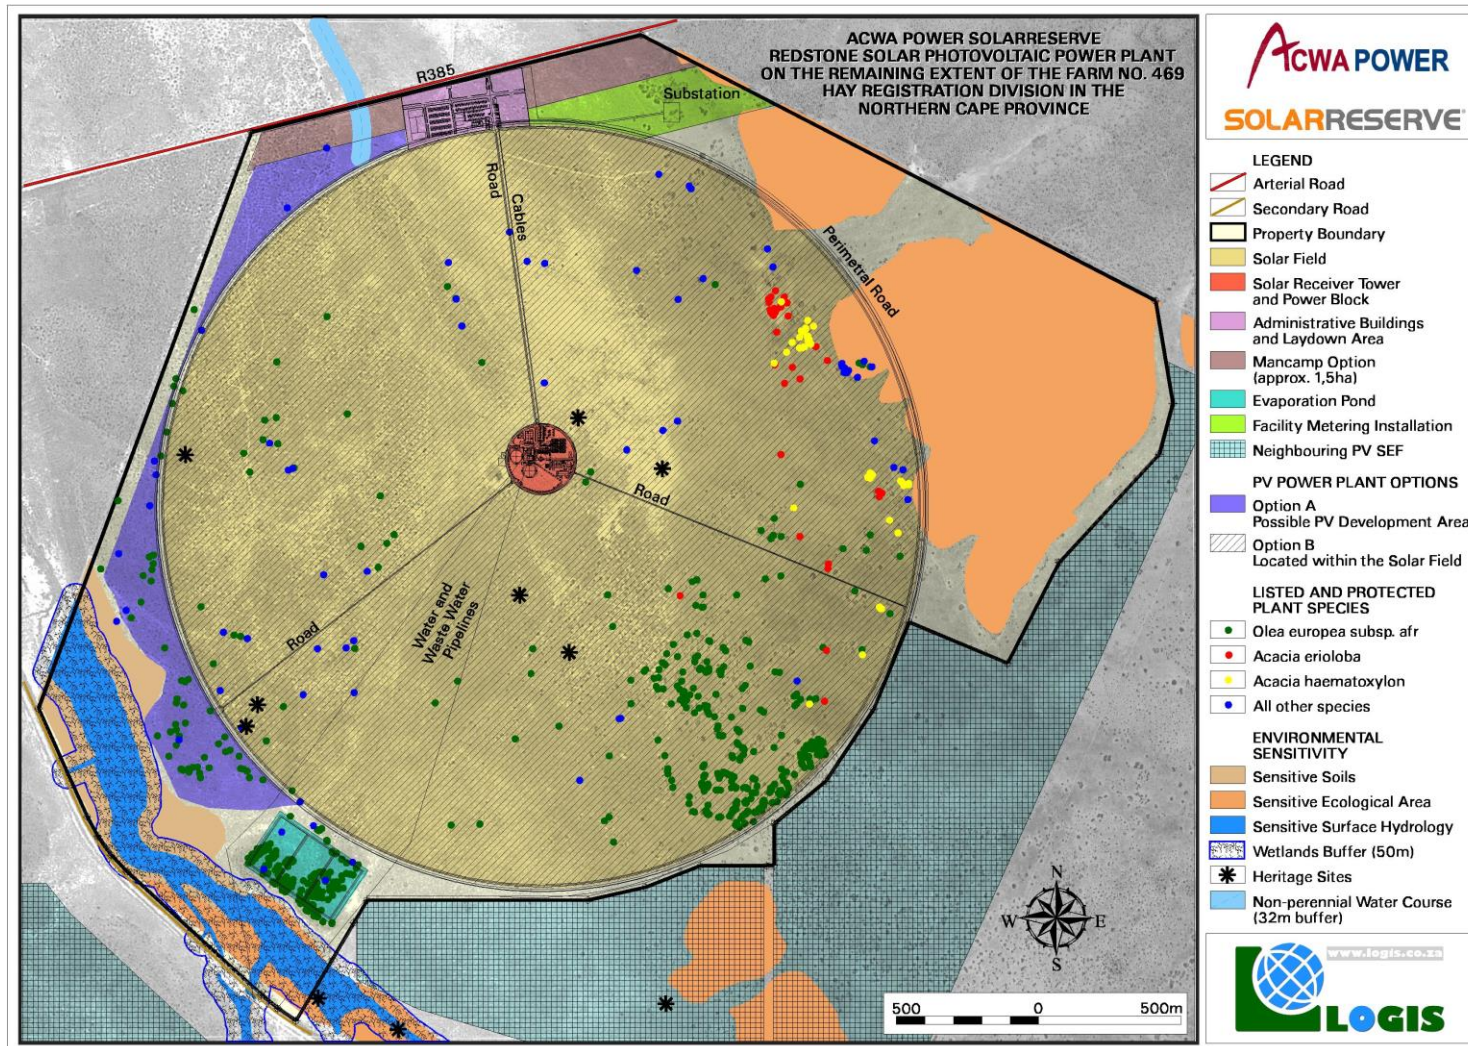 ACWA POWER SOLARRESERVE
REDSTONE SOLAR PHOTOVOLTAIC POWER PLANT
ON THE REMAINING EXTENT OF THE FARM NO. 469
HAY REGISTRATION DIVISION IN THE
NORTHERN CAPE PROVINCE
R385
Substation
Road
Cables
Perimetral Road
Road
Road
Water and
Waste Water
Pipelines
N
W E
S
500 0 500m
ACWA POWER
SOLARRESERVE
LEGEND
Arterial Road
Secondary Road
Property Boundary
Solar Field
Solar Receiver Tower
and Power Block
Administrative Buildings
and Laydown Area
Mancamp Option
(approx. 1,5ha)
Evaporation Pond
Facility Metering Installation
Neighbouring PV SEF
PV POWER PLANT OPTIONS
Option A
Possible PV Development Area
Option B
Located within the Solar Field
LISTED AND PROTECTED
PLANT SPECIES
Olea europea subsp. afr
Acacia erioloba
Acacia haematoxylon
All other species
ENVIRONMENTAL
SENSITIVITY
Sensitive Soils
Sensitive Ecological Area
Sensitive Surface Hydrology
Wetlands Buffer (50m)
Heritage Sites
Non-perennial Water Course
(32m buffer)
www.logis.co.za
LOGIS